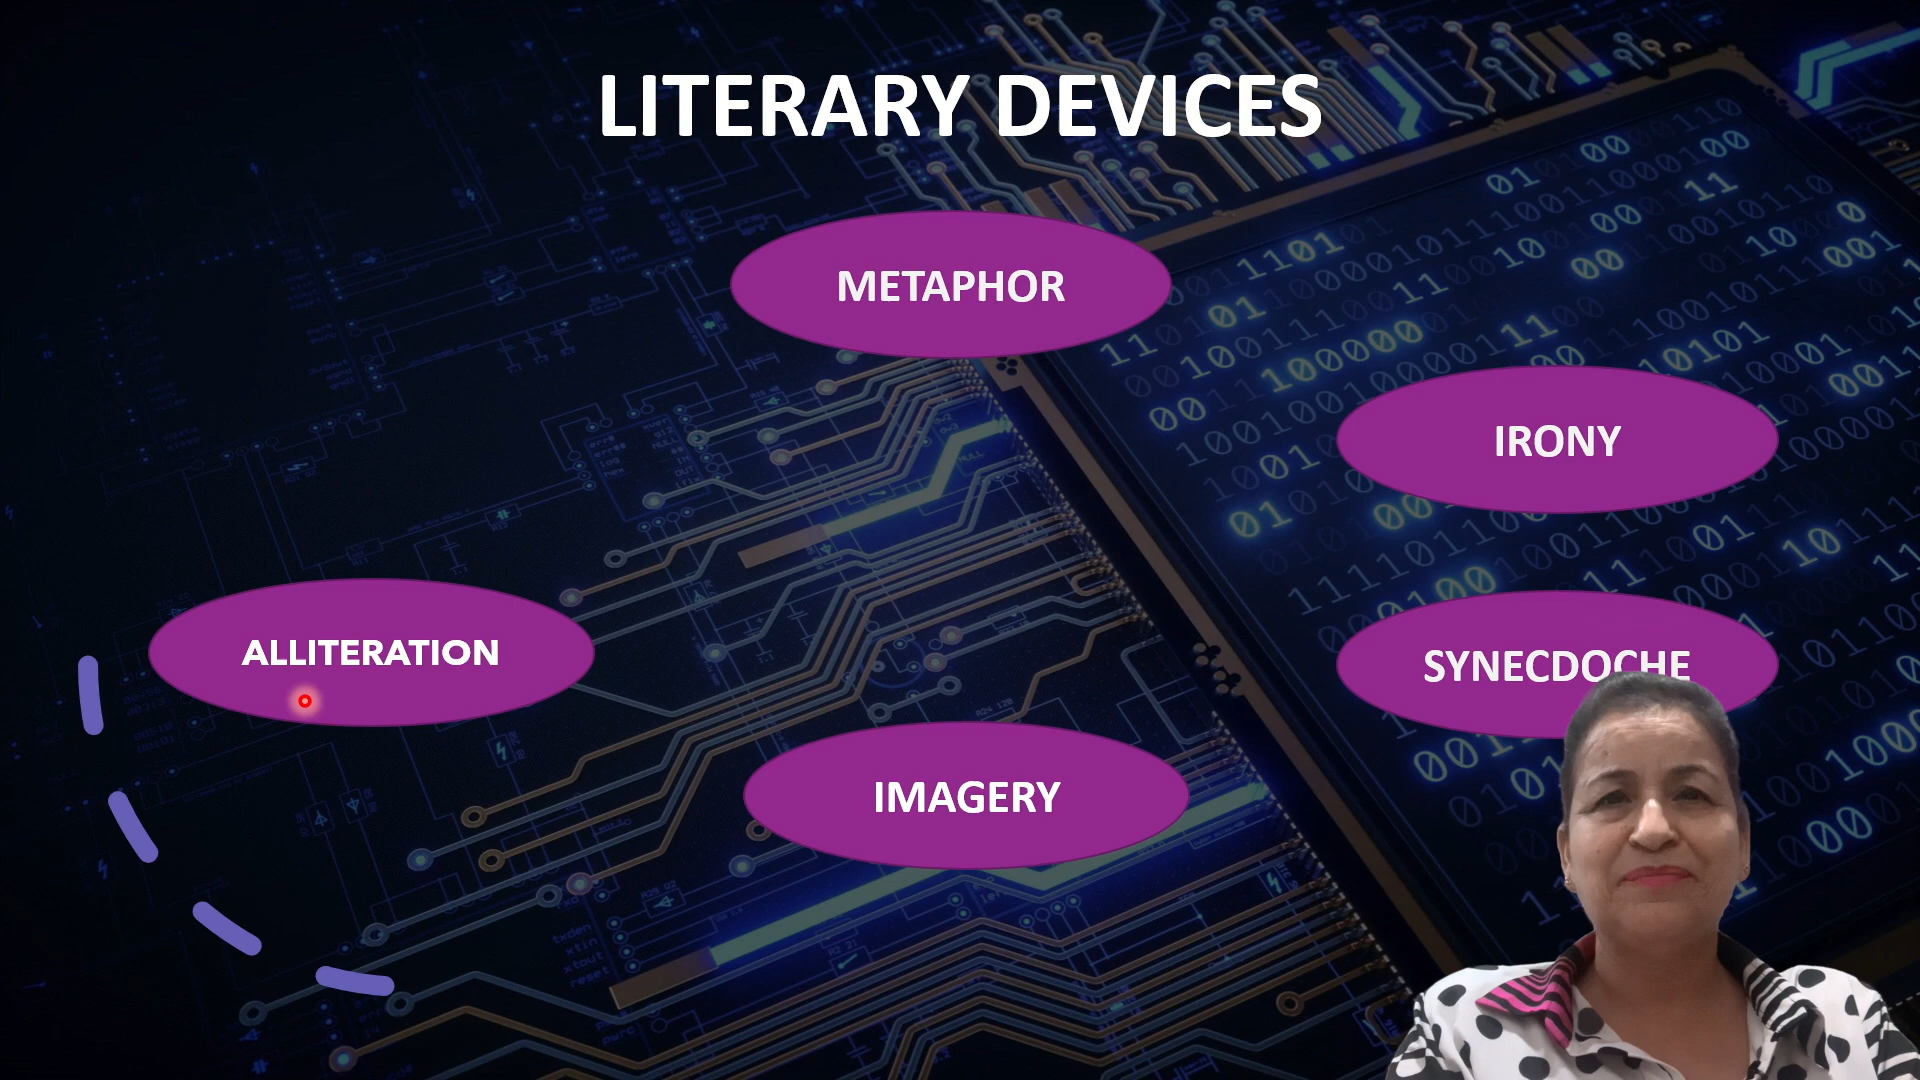 LITERARY DEVICES
METAPHOR
IRONY
ALLITERATION
SYNECDOCHE
IMAGERY